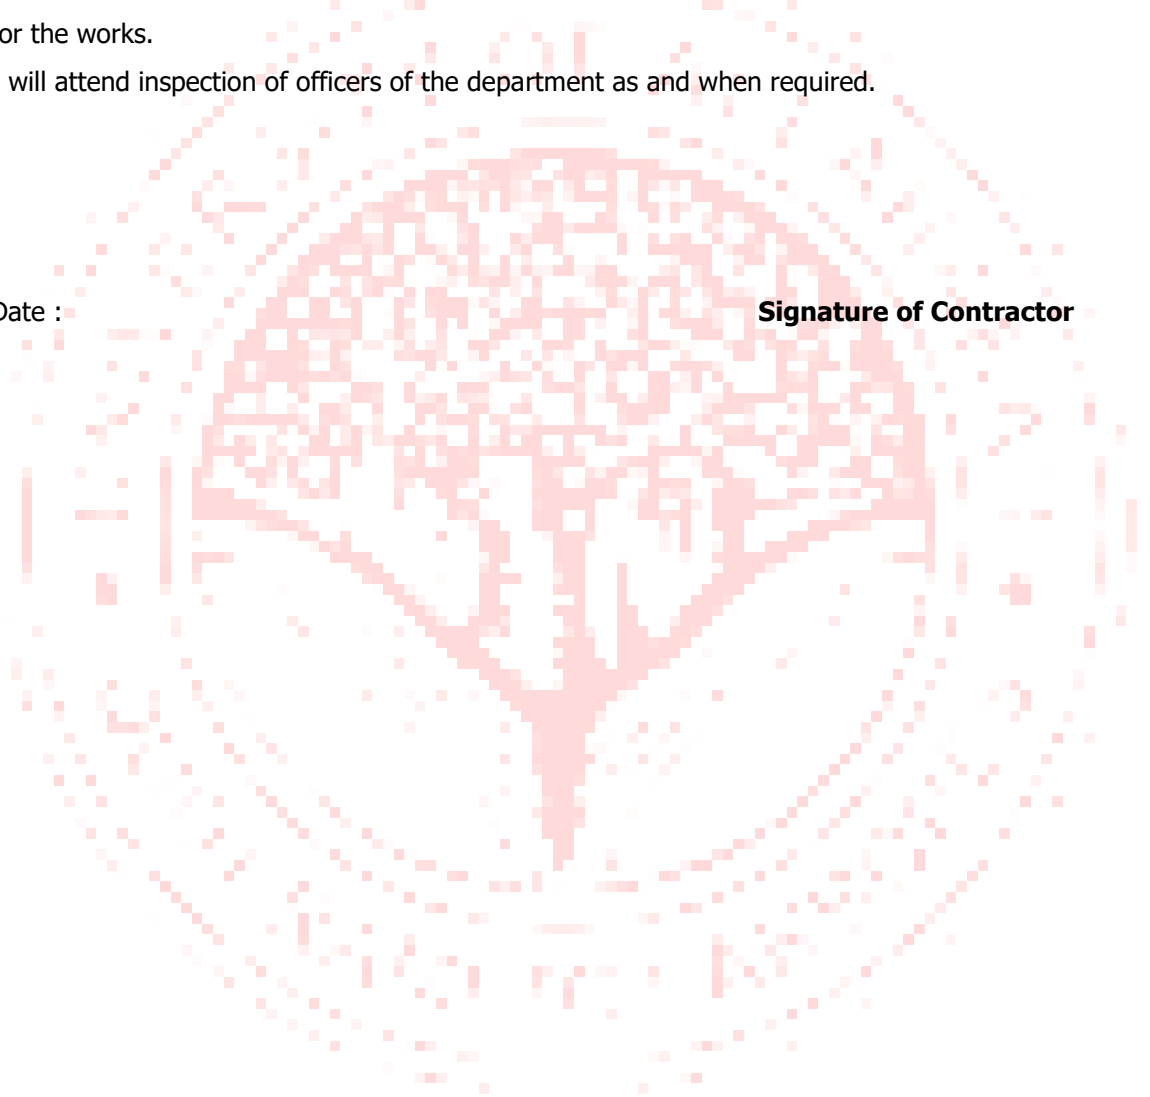 or the works.
will attend inspection of officers of the department as and when required.
Date :
Signature of Contractor